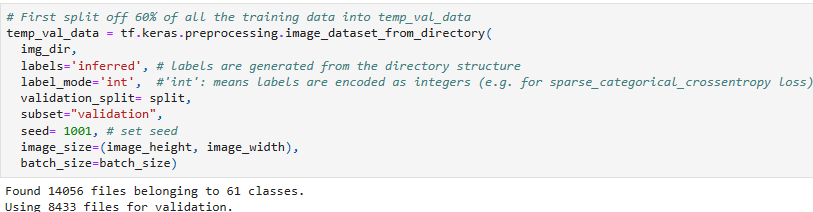 # First split off 60% of all the training data into temp_val_data
temp_val_data = tf.keras.preprocessing.image_dataset_from_directory(
  img_dir,
  labels='inferred', # labels are generated from the directory structure
  label_mode='int',  #'int': means labels are encoded as integers (e.g. for sparse_categorical_crossentropy loss)
  validation_split= split,
  subset="validation",
  seed= 1001, # set seed
  image_size=(image_height, image_width),
  batch_size=batch_size)
Found 14056 files belonging to 61 classes.
Using 8433 files for validation.